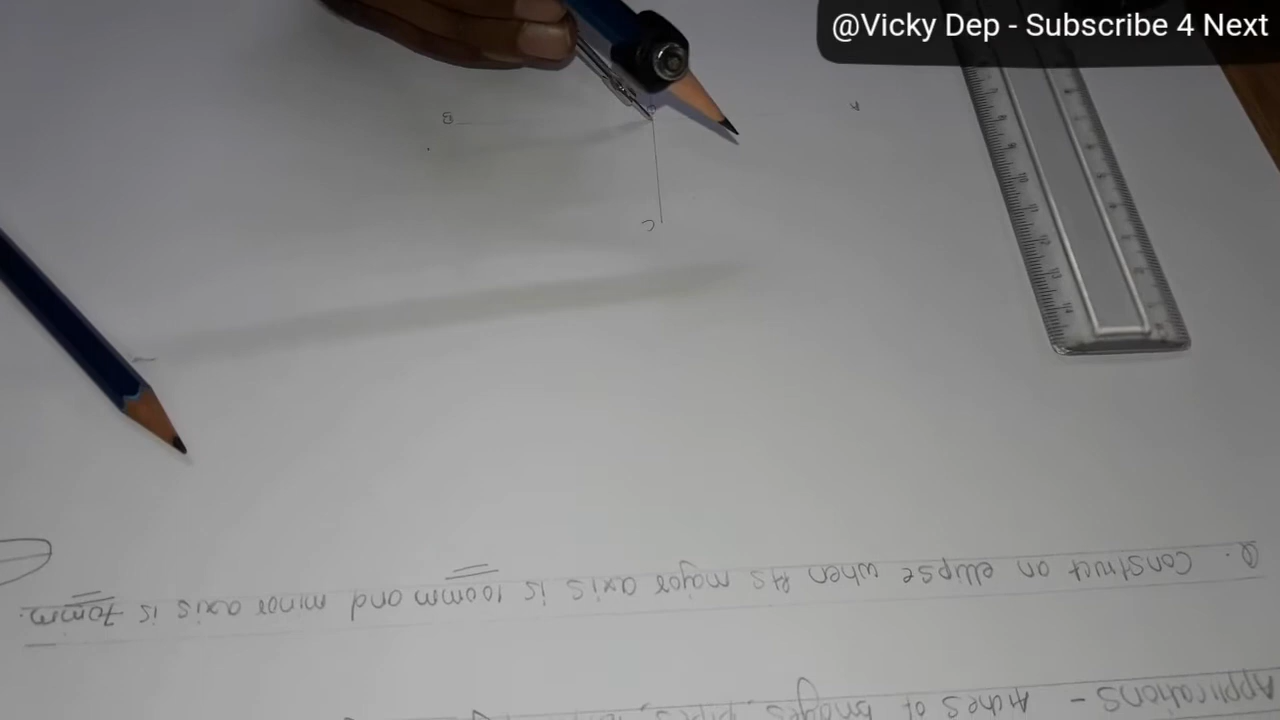 @Vicky Dep - Subscribe 4 Next
B
A
C
Q. Construct an ellipse when its major axis is 100mm and minor axis is 70mm.
Applications - Arches of bridges, pipes,